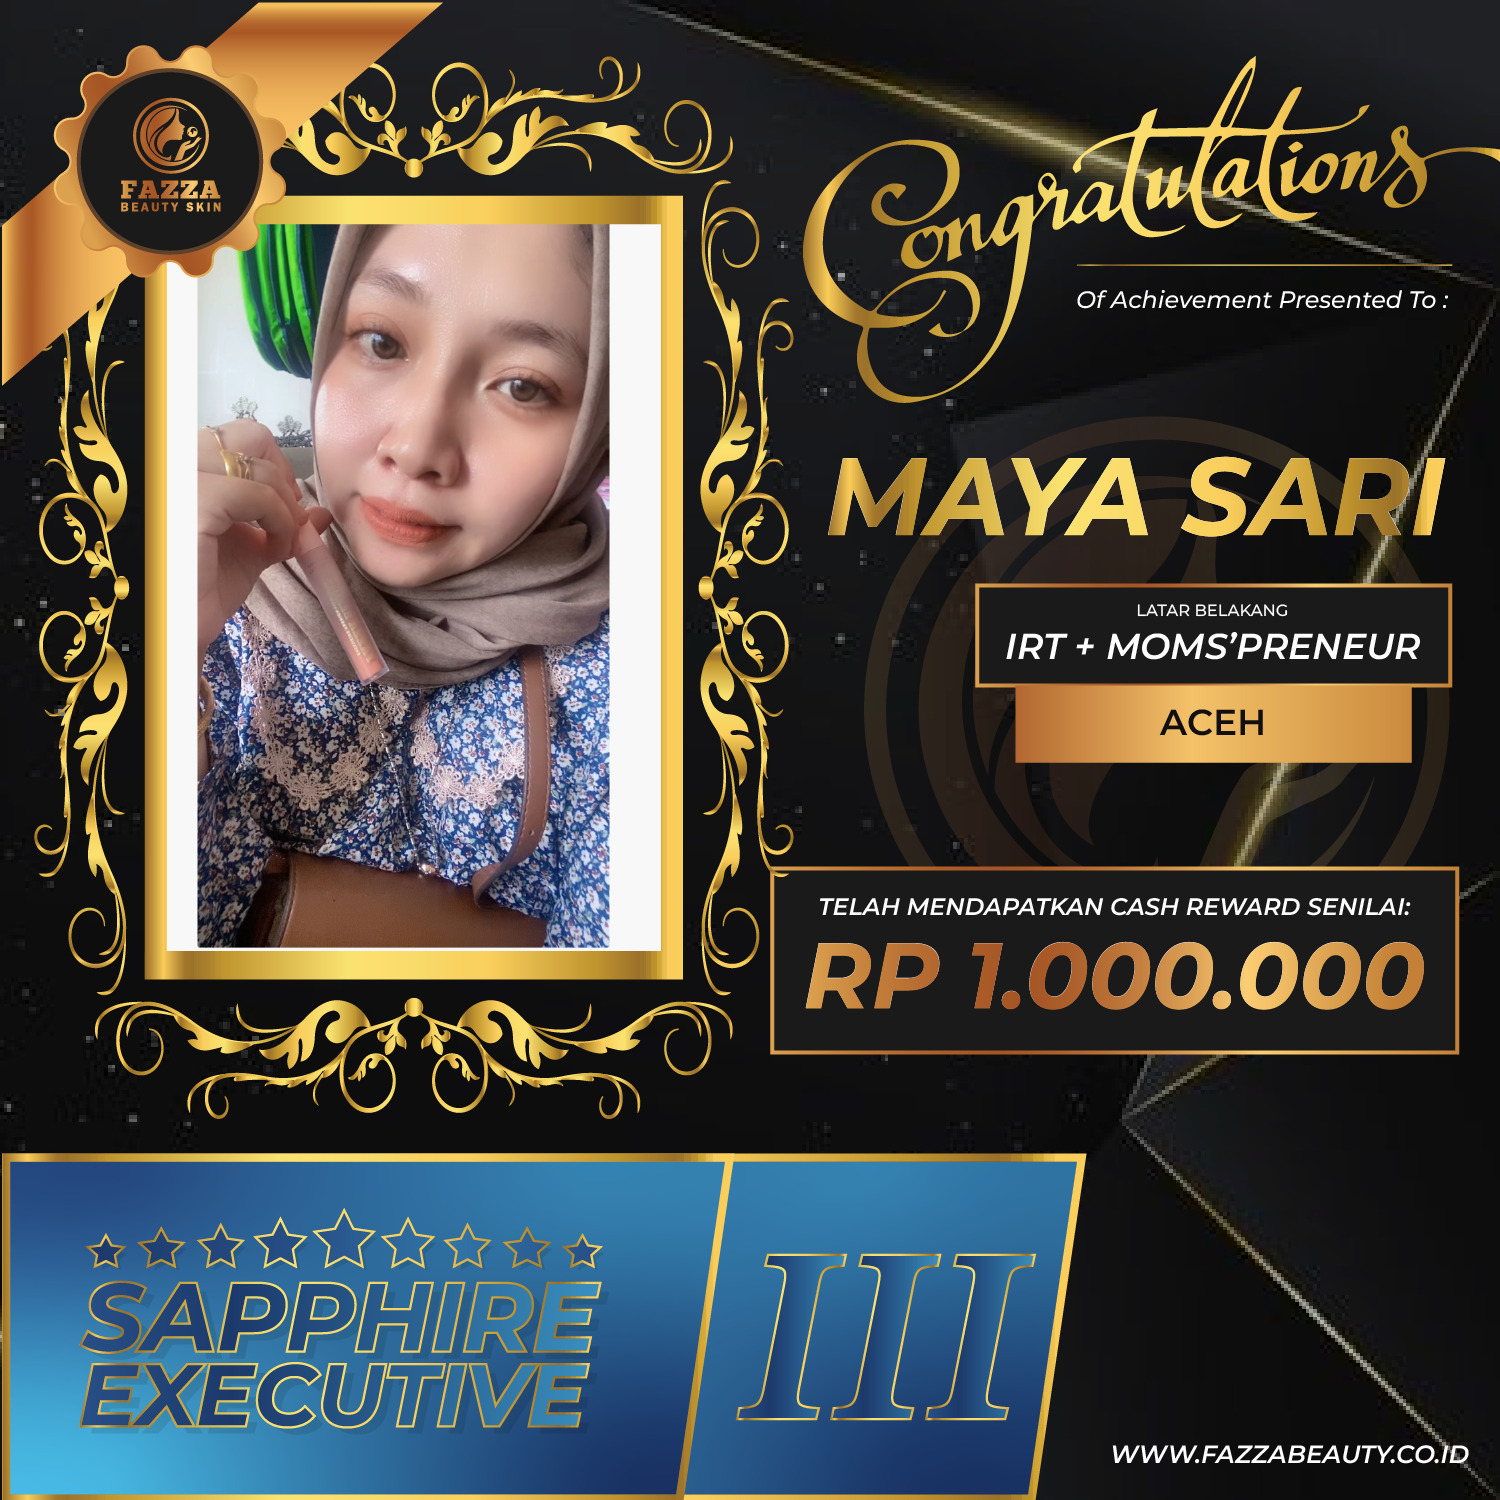 FAZZA
BEAUTY SKIN
Congratulations
Of Achievement Presented To :
MAYA SARI
LATAR BELAKANG
IRT + MOMS'PRENEUR
ACEH
TELAH MENDAPATKAN CASH REWARD SENILAI:
RP 1.000.000
SAPPHIRE
EXECUTIVE
III
WWW.FAZZABEAUTY.CO.ID